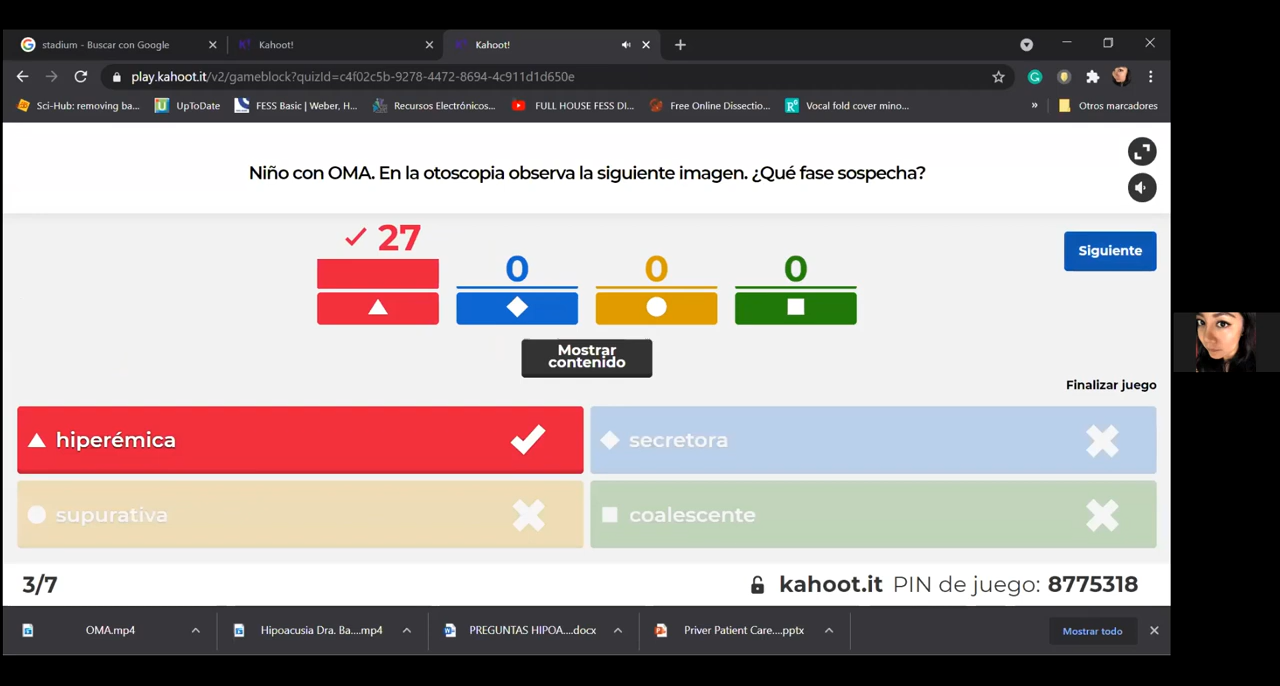 stadium - Buscar con Google
Kahoot!
Kahoot!
play.kahoot.it/v2/gameblock?quizId=c4f02c5b-9278-4472-8694-4c911d1d650e
Sci-Hub: removing ba...
UpToDate
FESS Basic | Weber, H...
Recursos Electrónicos...
FULL HOUSE FESS DI...
Free Online Dissectio...
Vocal fold cover mino...
»
Otros marcadores
Niño con OMA. En la otoscopia observa la siguiente imagen. ¿Qué fase sospecha?
27
0
0
0
Siguiente
Mostrar
contenido
Finalizar juego
hiperémica
secretora
supurativa
coalescente
3/7
kahoot.it PIN de juego: 8775318
OMA.mp4
Hipoacusia Dra. Ba....mp4
PREGUNTAS HIPOA....docx
Priver Patient Care....pptx
Mostrar todo